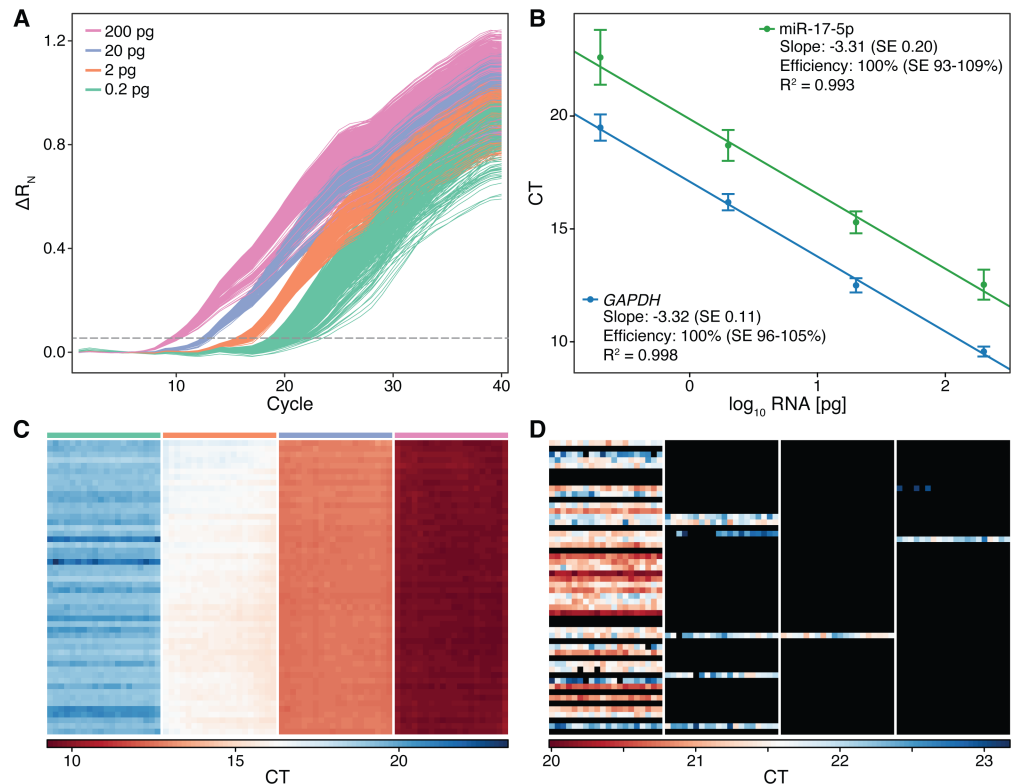 A
200 pg
20 pg
2 pg
0.2 pg
1.2
0.8
0.4
0.0
ΔR_N
10
20
30
40
Cycle
B
miR-17-5p
Slope: -3.31 (SE 0.20)
Efficiency: 100% (SE 93-109%)
R² = 0.993
20
15
10
CT
GAPDH
Slope: -3.32 (SE 0.11)
Efficiency: 100% (SE 96-105%)
R² = 0.998
0
1
2
log₁₀ RNA [pg]
C
10
15
20
CT
D
20
21
22
23
CT